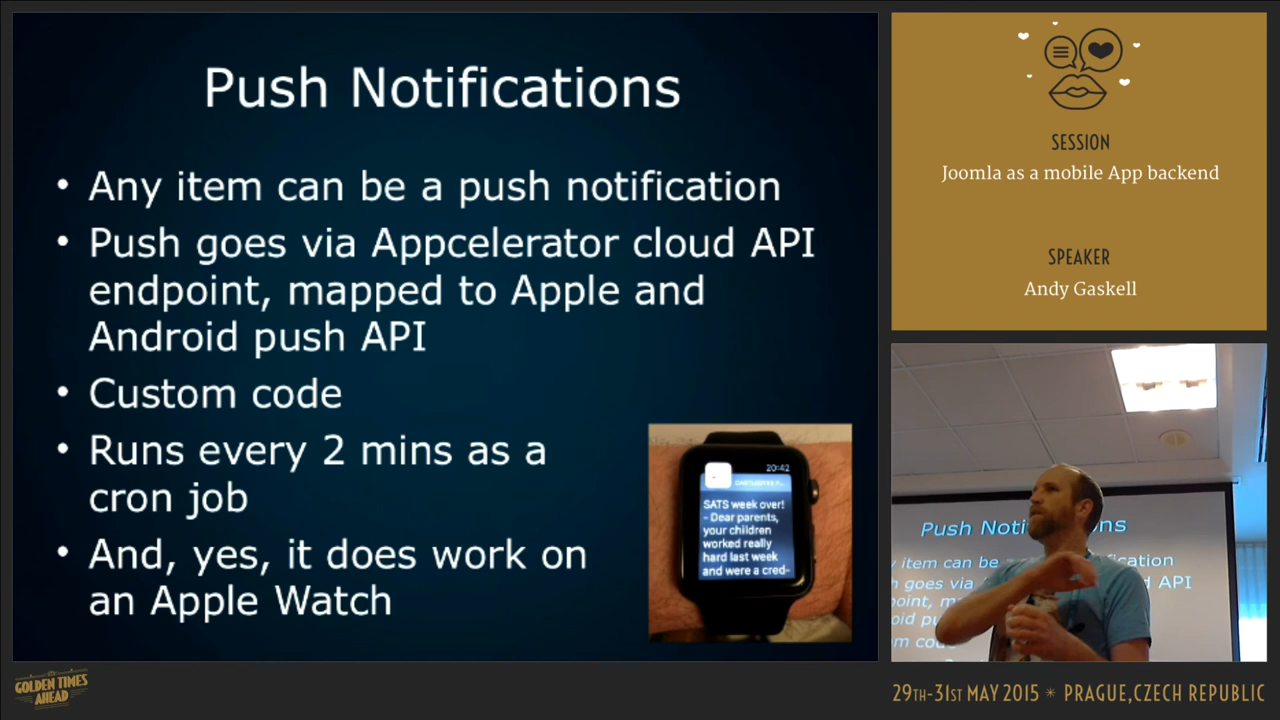 Push Notifications
• Any item can be a push notification
• Push goes via Appcelerator cloud API
endpoint, mapped to Apple and
Android push API
• Custom code
• Runs every 2 mins as a
cron job
• And, yes, it does work on
an Apple Watch
20:42
SATS week over!
- Dear parents,
your children
worked really
hard last week
and were a cred-
SESSION
Joomla as a mobile App backend
SPEAKER
Andy Gaskell
Push Noti ns
item can be ication
goes via d API
GOLDEN TIMES
AHEAD
29TH-31ST MAY 2015 * PRAGUE,CZECH REPUBLIC